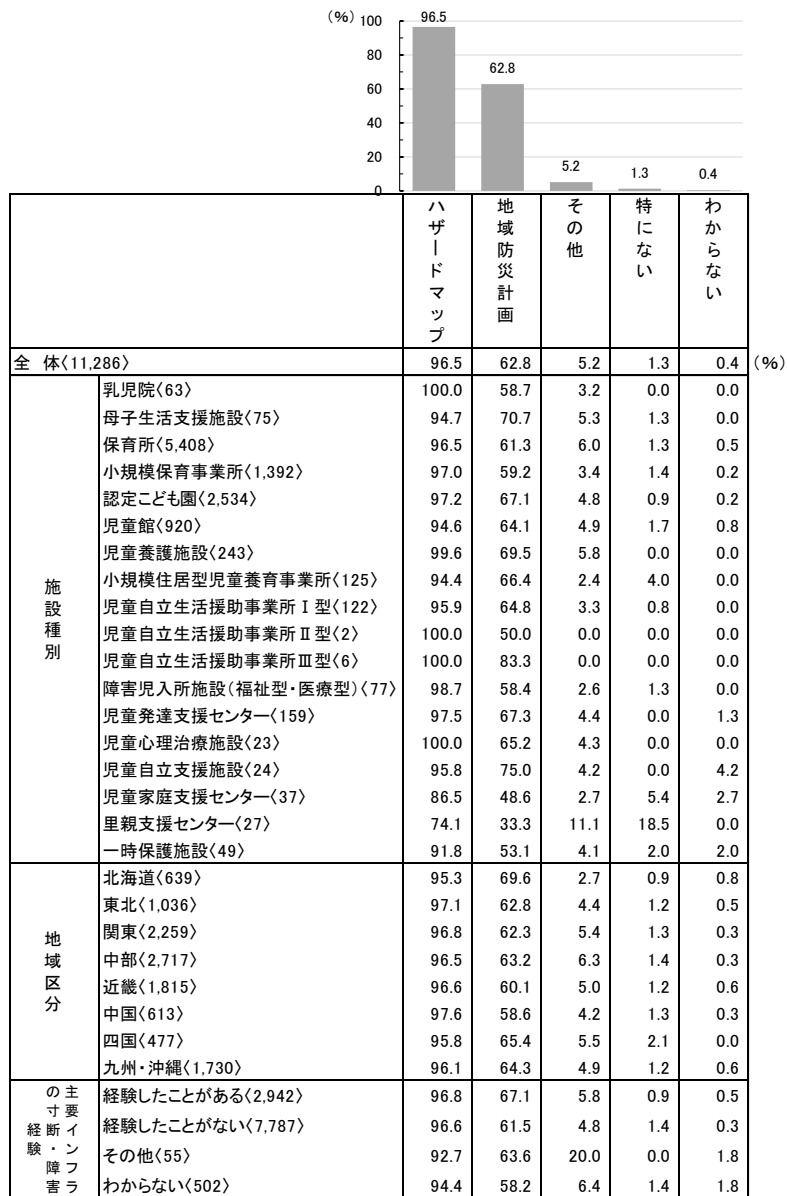 (%)
100
80
60
40
20
0
96.5
62.8
5.2
1.3
0.4
ハザードマップ
地域防災計画
その他
特にない
わからない
全 体〈11,286〉 96.5 62.8 5.2 1.3 0.4 (%)
施設種別
乳児院〈63〉 100.0 58.7 3.2 0.0 0.0
母子生活支援施設〈75〉 94.7 70.7 5.3 1.3 0.0
保育所〈5,408〉 96.5 61.3 6.0 1.3 0.5
小規模保育事業所〈1,392〉 97.0 59.2 3.4 1.4 0.2
認定こども園〈2,534〉 97.2 67.1 4.8 0.9 0.2
児童館〈920〉 94.6 64.1 4.9 1.7 0.8
児童養護施設〈243〉 99.6 69.5 5.8 0.0 0.0
小規模住居型児童養育事業所〈125〉 94.4 66.4 2.4 4.0 0.0
児童自立生活援助事業所Ⅰ型〈122〉 95.9 64.8 3.3 0.8 0.0
児童自立生活援助事業所Ⅱ型〈2〉 100.0 50.0 0.0 0.0 0.0
児童自立生活援助事業所Ⅲ型〈6〉 100.0 83.3 0.0 0.0 0.0
障害児入所施設(福祉型・医療型)〈77〉 98.7 58.4 2.6 1.3 0.0
児童発達支援センター〈159〉 97.5 67.3 4.4 0.0 1.3
児童心理治療施設〈23〉 100.0 65.2 4.3 0.0 0.0
児童自立支援施設〈24〉 95.8 75.0 4.2 0.0 4.2
児童家庭支援センター〈37〉 86.5 48.6 2.7 5.4 2.7
里親支援センター〈27〉 74.1 33.3 11.1 18.5 0.0
一時保護施設〈49〉 91.8 53.1 4.1 2.0 2.0
地域区分
北海道〈639〉 95.3 69.6 2.7 0.9 0.8
東北〈1,036〉 97.1 62.8 4.4 1.2 0.5
関東〈2,259〉 96.8 62.3 5.4 1.3 0.3
中部〈2,717〉 96.5 63.2 6.3 1.4 0.3
近畿〈1,815〉 96.6 60.1 5.0 1.2 0.6
中国〈613〉 97.6 58.6 4.2 1.3 0.3
四国〈477〉 95.8 65.4 5.5 2.1 0.0
九州・沖縄〈1,730〉 96.1 64.3 4.9 1.2 0.6
主要インフラ
の寸断・障害
経験
経験したことがある〈2,942〉 96.8 67.1 5.8 0.9 0.5
経験したことがない〈7,787〉 96.6 61.5 4.8 1.4 0.3
その他〈55〉 92.7 63.6 20.0 0.0 1.8
わからない〈502〉 94.4 58.2 6.4 1.4 1.8